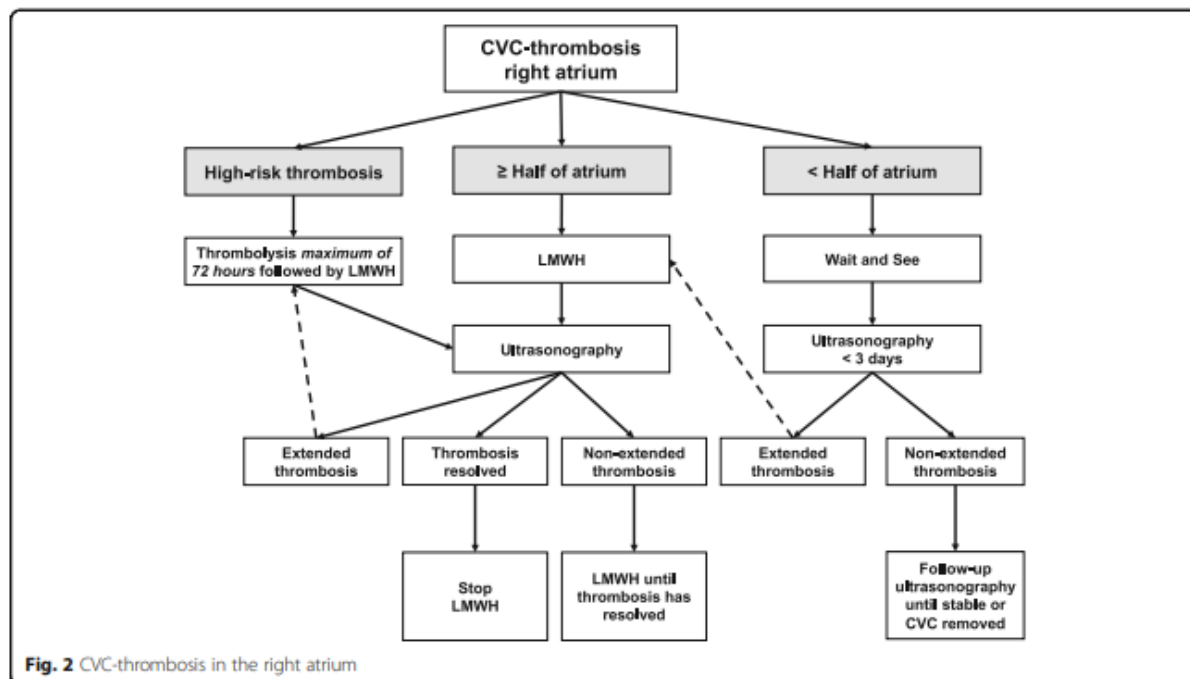 CVC-thrombosis
right atrium
High-risk thrombosis
≥ Half of atrium
< Half of atrium
Thrombolysis maximum of
72 hours followed by LMWH
LMWH
Wait and See
Ultrasonography
Ultrasonography
< 3 days
Extended
thrombosis
Thrombosis
resolved
Non-extended
thrombosis
Extended
thrombosis
Non-extended
thrombosis
Stop
LMWH
LMWH until
thrombosis has
resolved
Follow-up
ultrasonography
until stable or
CVC removed
Fig. 2 CVC-thrombosis in the right atrium